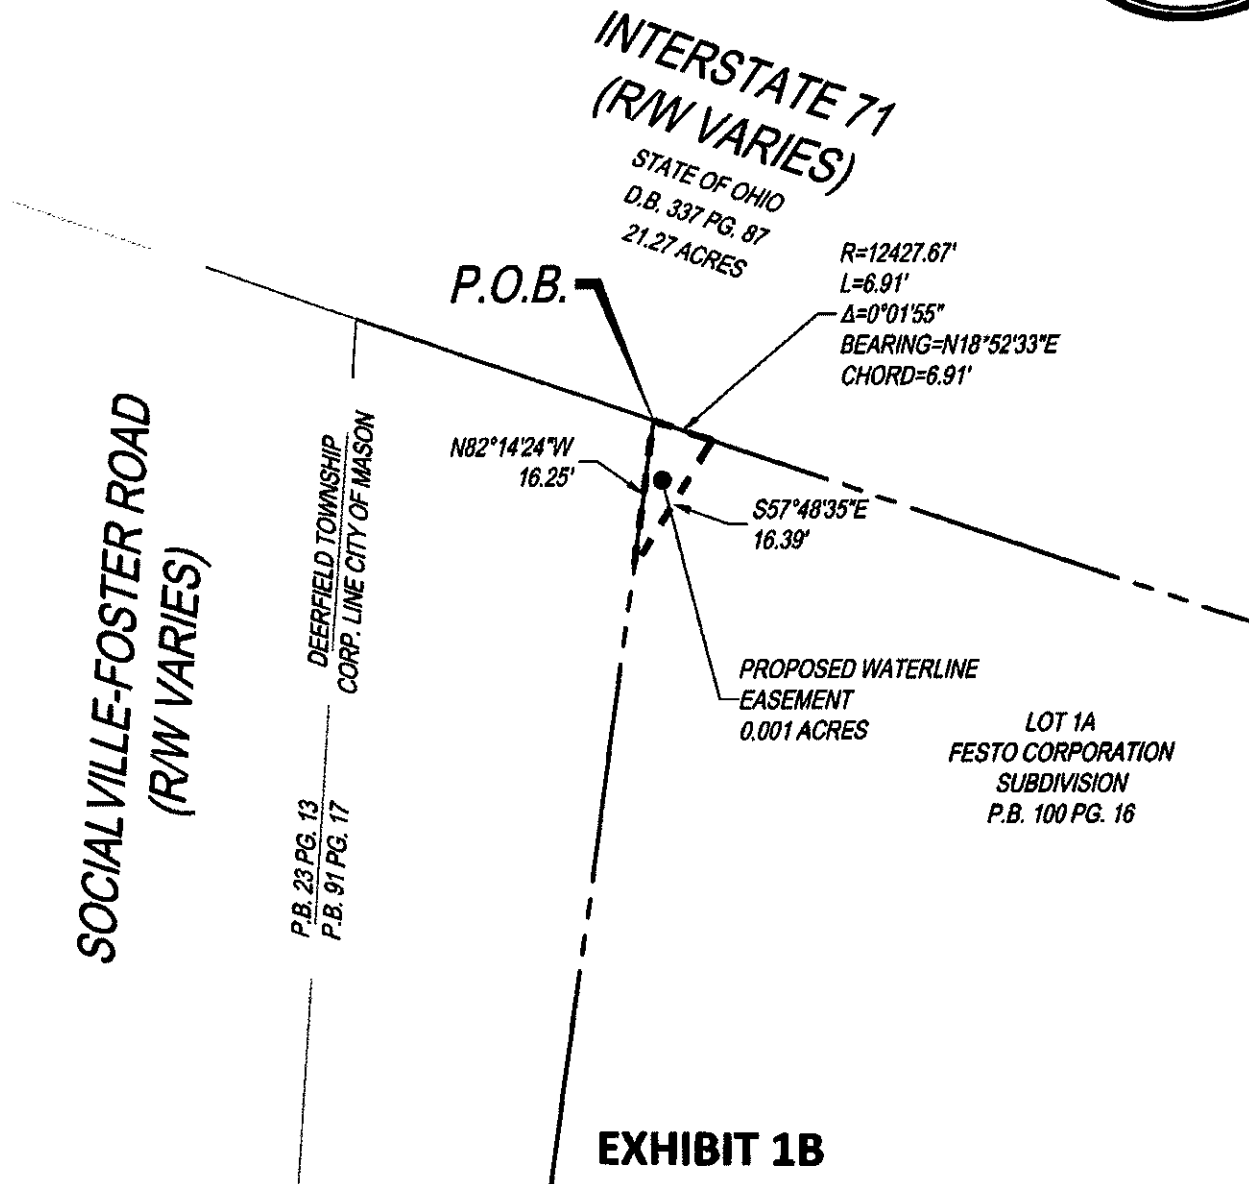 INTERSTATE 71
(R/W VARIES)
STATE OF OHIO
D.B. 337 PG. 87
21.27 ACRES
R=12427.67'
L=6.91'
Δ=0°01'55"
BEARING=N18°52'33"E
CHORD=6.91'
P.O.B.
N82°14'24"W
16.25'
S57°48'35"E
16.39'
SOCIALVILLE-FOSTER ROAD
(R/W VARIES)
DEERFIELD TOWNSHIP
CORP. LINE CITY OF MASON
P.B. 23 PG. 13
P.B. 91 PG. 17
PROPOSED WATERLINE
EASEMENT
0.001 ACRES
LOT 1A
FESTO CORPORATION
SUBDIVISION
P.B. 100 PG. 16
EXHIBIT 1B